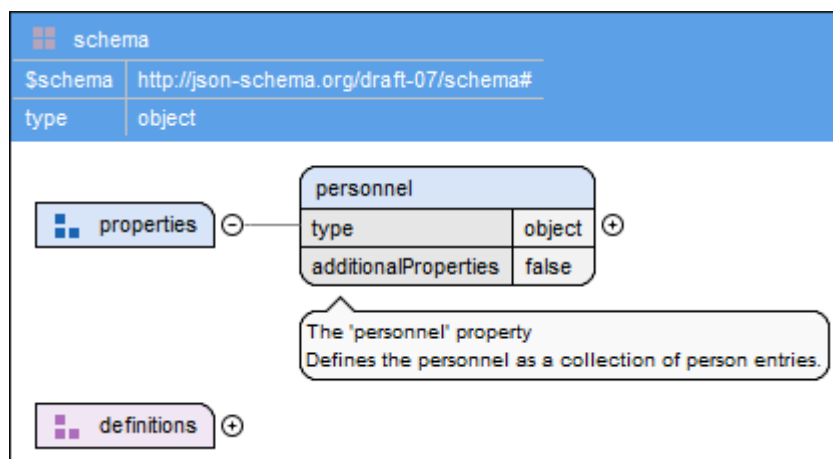 schema
$schema http://json-schema.org/draft-07/schema#
type object
personnel
properties type object
additionalProperties false
The 'personnel' property
Defines the personnel as a collection of person entries.
definitions